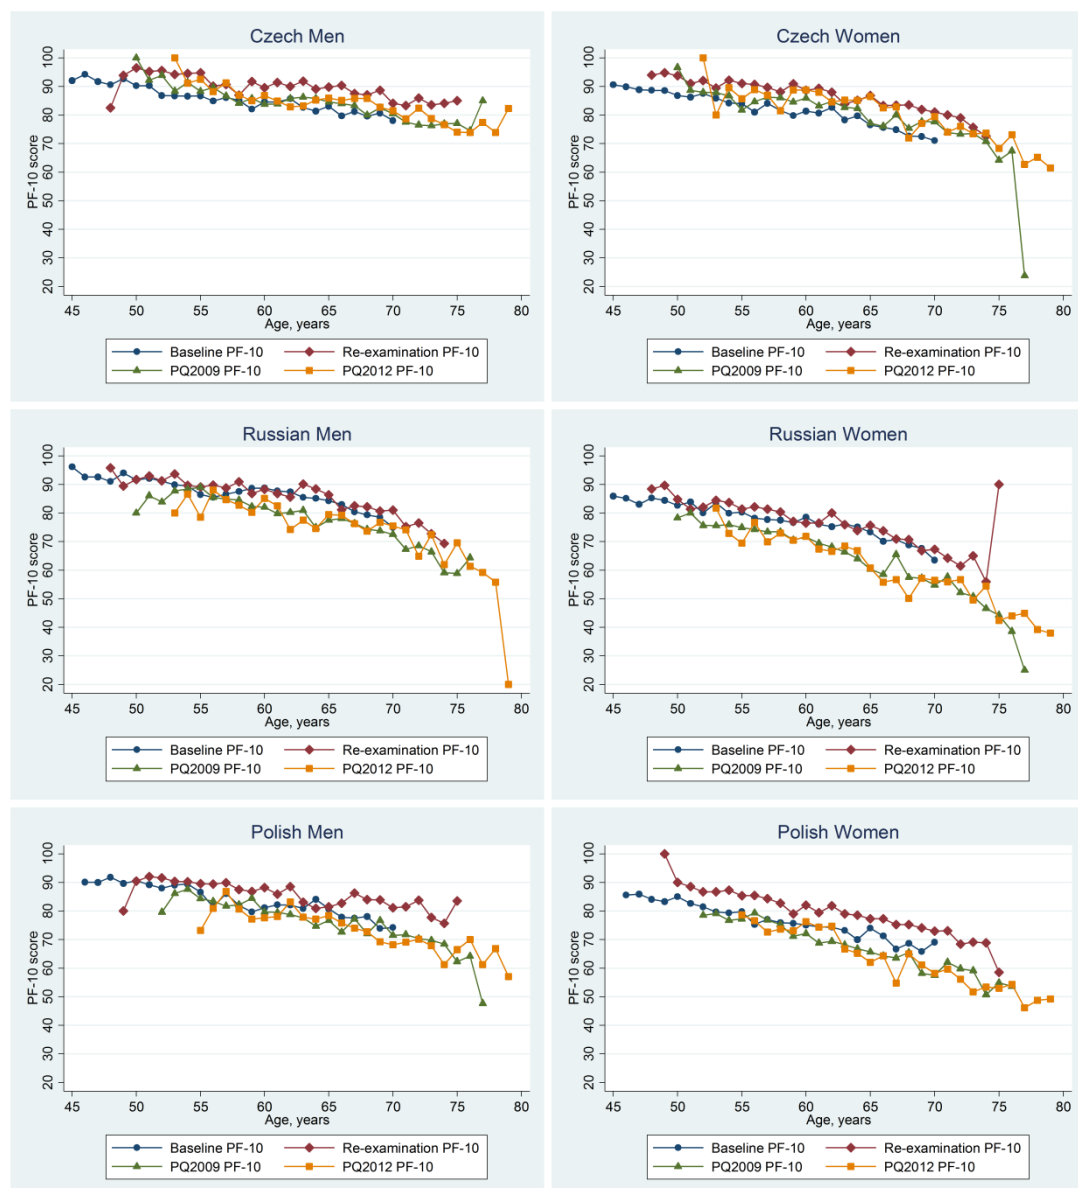 Czech Men
PF-10 score
20 30 40 50 60 70 80 90 100
45 50 55 60 65 70 75 80
Age, years
Baseline PF-10 Re-examination PF-10
PQ2009 PF-10 PQ2012 PF-10
Czech Women
PF-10 score
20 30 40 50 60 70 80 90 100
45 50 55 60 65 70 75 80
Age, years
Baseline PF-10 Re-examination PF-10
PQ2009 PF-10 PQ2012 PF-10
Russian Men
PF-10 score
20 30 40 50 60 70 80 90 100
45 50 55 60 65 70 75 80
Age, years
Baseline PF-10 Re-examination PF-10
PQ2009 PF-10 PQ2012 PF-10
Russian Women
PF-10 score
20 30 40 50 60 70 80 90 100
45 50 55 60 65 70 75 80
Age, years
Baseline PF-10 Re-examination PF-10
PQ2009 PF-10 PQ2012 PF-10
Polish Men
PF-10 score
20 30 40 50 60 70 80 90 100
45 50 55 60 65 70 75 80
Age, years
Baseline PF-10 Re-examination PF-10
PQ2009 PF-10 PQ2012 PF-10
Polish Women
PF-10 score
20 30 40 50 60 70 80 90 100
45 50 55 60 65 70 75 80
Age, years
Baseline PF-10 Re-examination PF-10
PQ2009 PF-10 PQ2012 PF-10